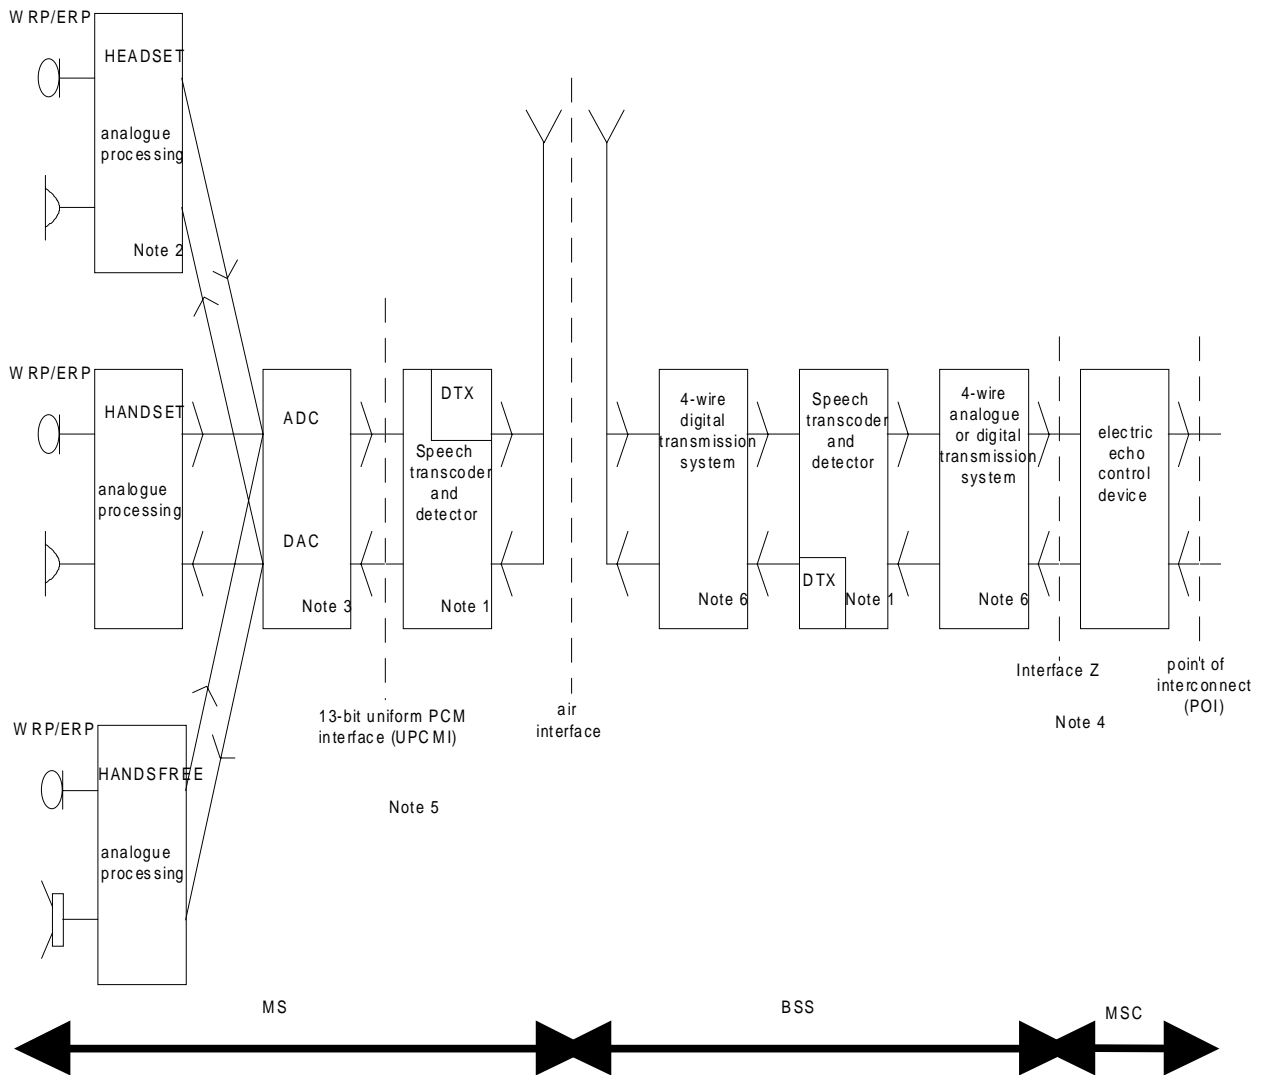 WRP/ERP
HEADSET
analogue
processing
Note 2
WRP/ERP
HANDSET
analogue
processing
ADC
DAC
Note 3
DTX
Speech
transcoder
and
detector
Note 1
4-wire
digital
transmission
system
Note 6
Speech
transcoder
and
detector
DTX
Note 1
4-wire
analogue
or digital
transmission
system
Note 6
electric
echo
control
device
WRP/ERP
HANDSFREE
analogue
processing
13-bit uniform PCM
interface (UPCMI)
Note 5
air
interface
Interface Z
Note 4
point of
interconnect
(POI)
MS
BSS
MSC